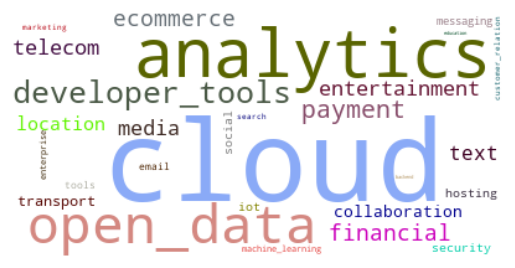 marketing
ecommerce
messaging
customer_relation
education
telecom
analytics
developer_tools
entertainment
payment
location
media
social
search
cloud
text
enterprise
email
backend
tools
hosting
transport
iot
collaboration
open_data
financial
machine_learning
security